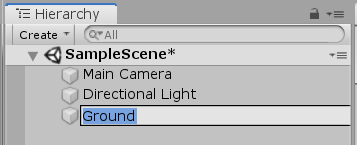 Hierarchy
Create All
SampleScene*
Main Camera
Directional Light
Ground